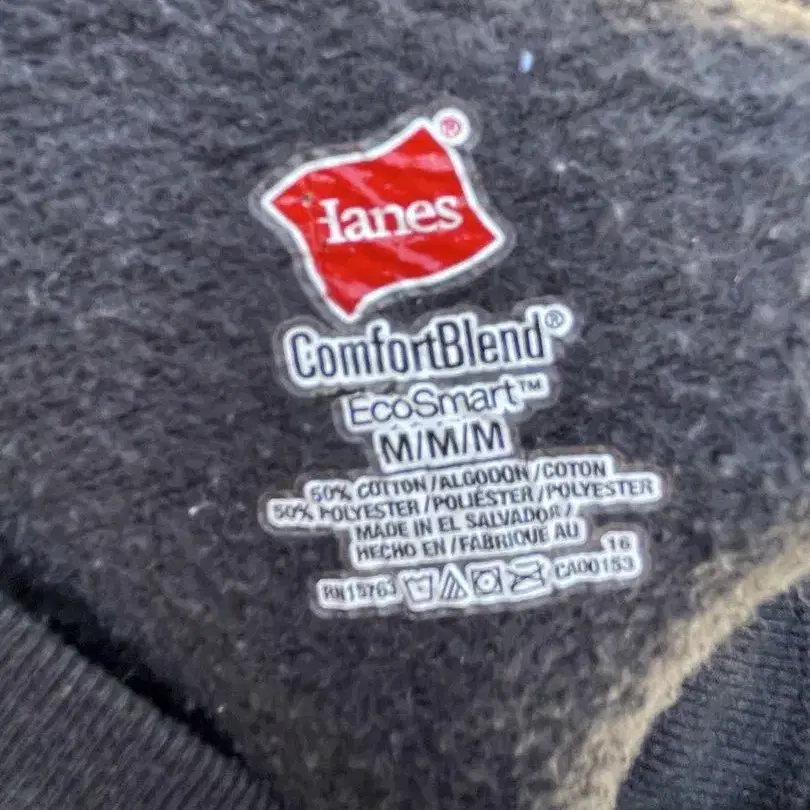 ®
Hanes
ComfortBlend®
EcoSmart™
M/M/M
50% COTTON/ALGODON/COTON
50% POLYESTER/POLIÉSTER/POLYESTER
MADE IN EL SALVADOR/
HECHO EN/FABRIQUÉ AU
16
RN15763 CA00153